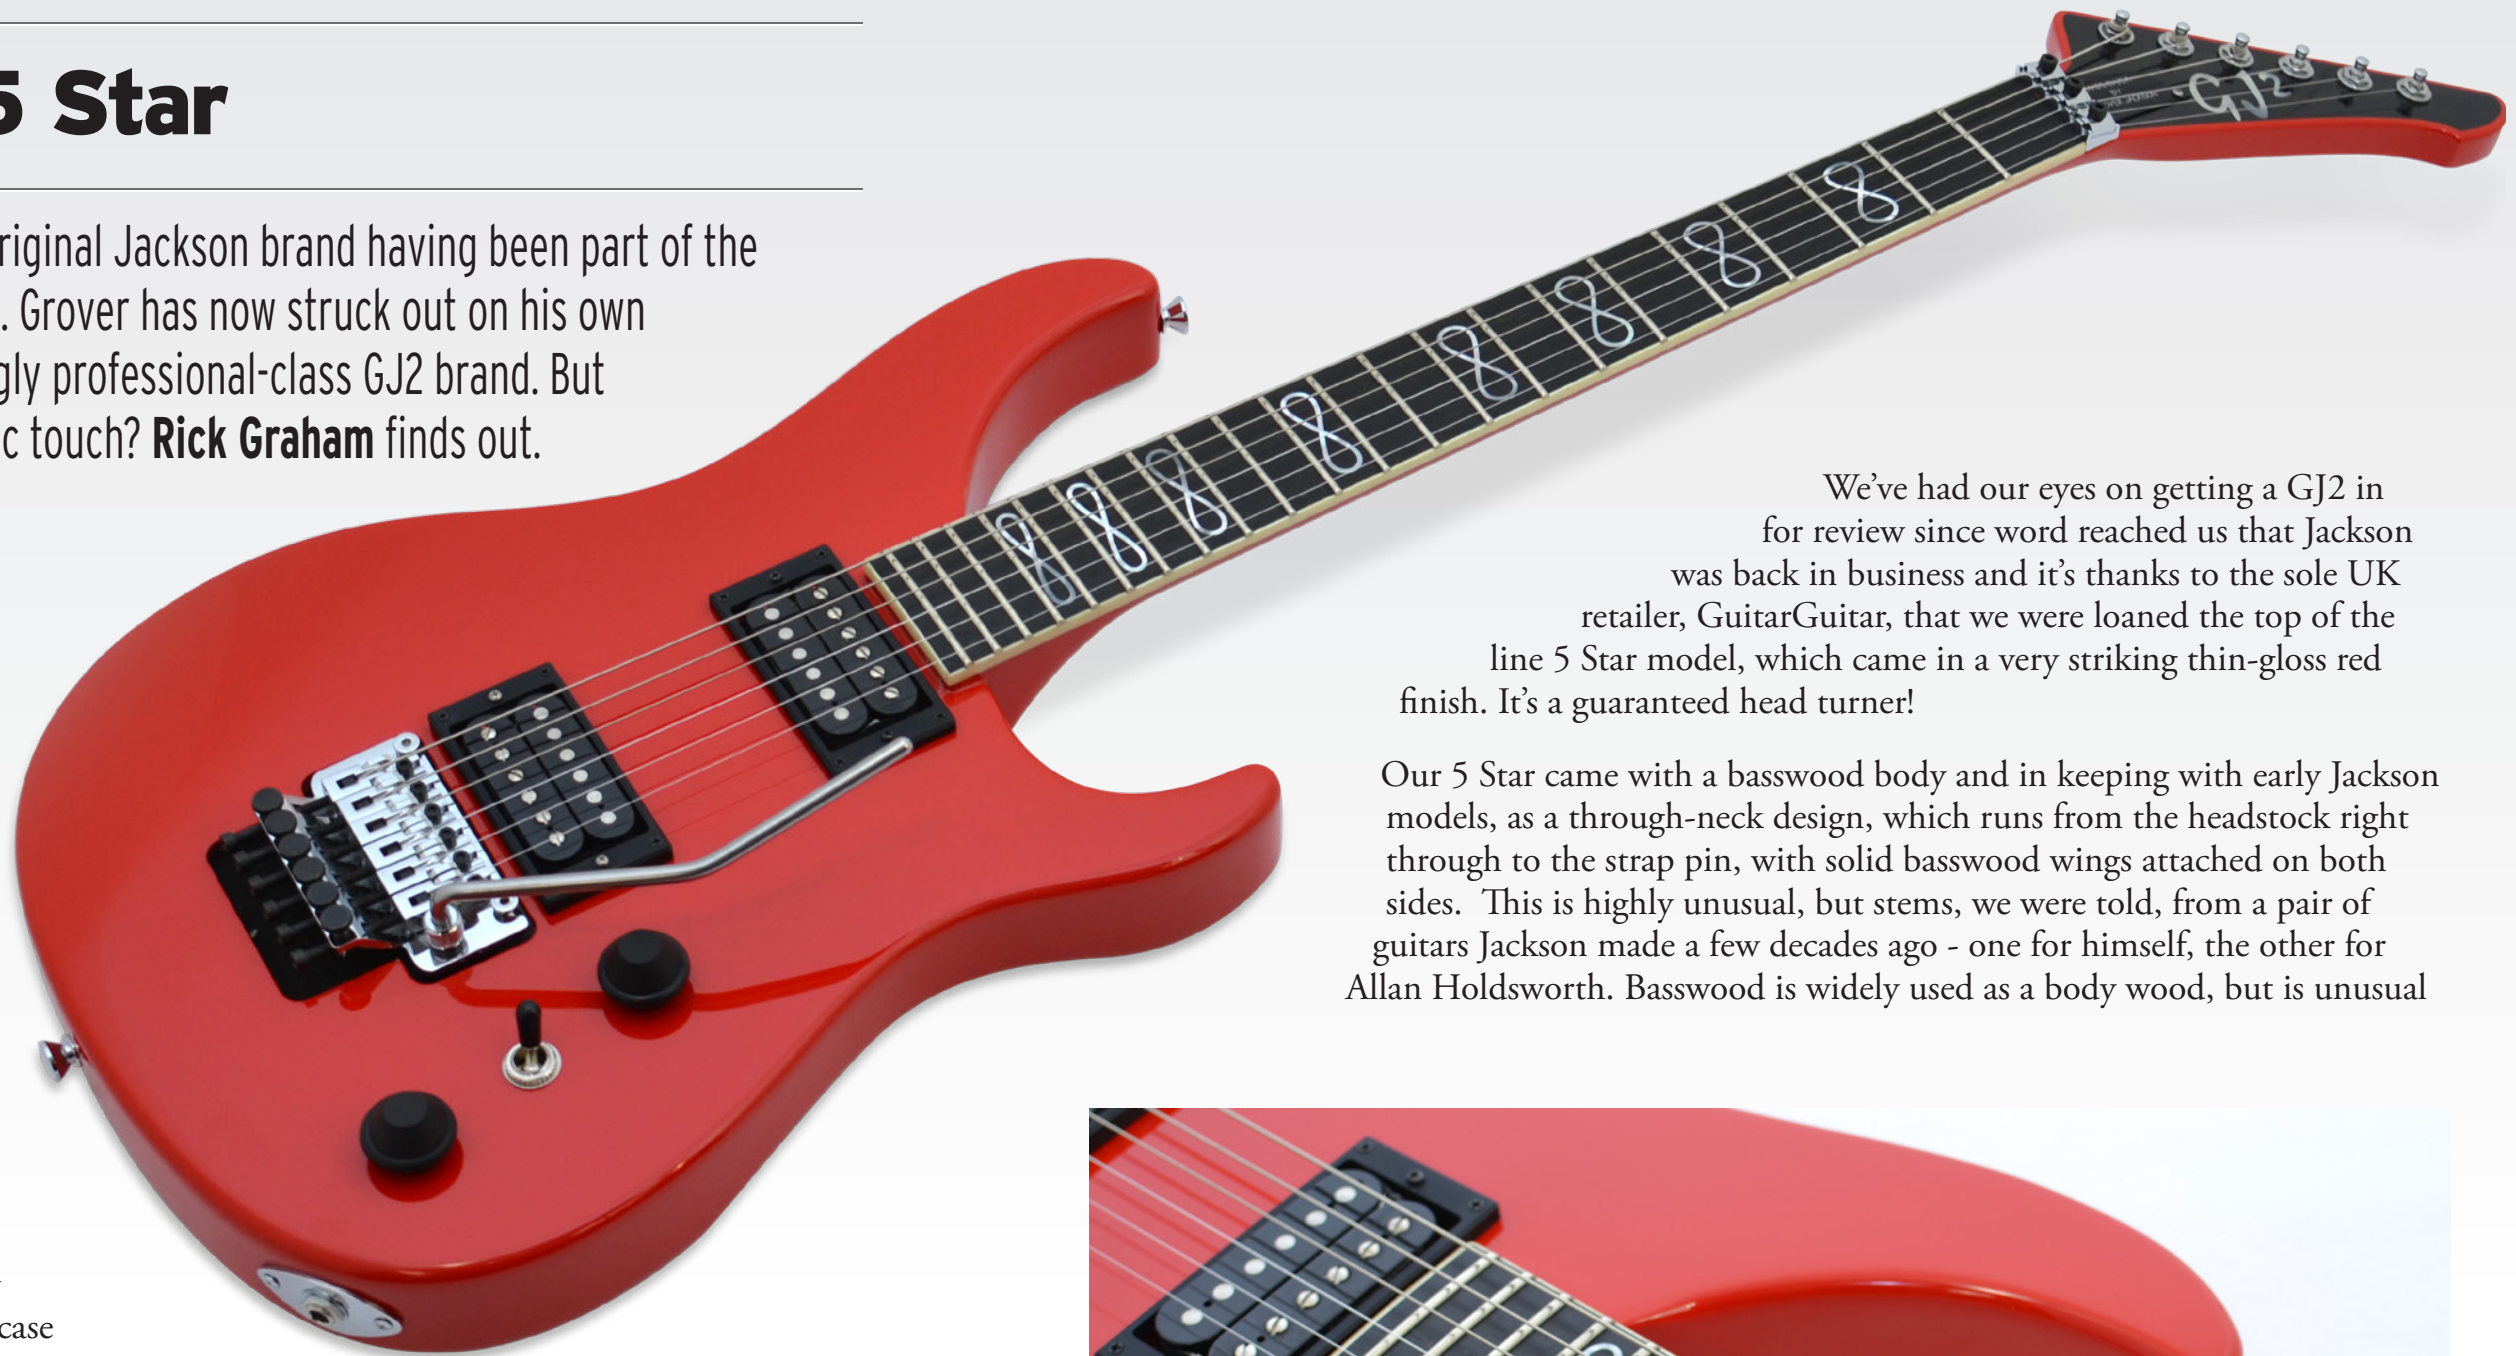 5 Star
riginal Jackson brand having been part of the
. Grover has now struck out on his own
gly professional-class GJ2 brand. But
c touch? Rick Graham finds out.
GJ2
We’ve had our eyes on getting a GJ2 in
for review since word reached us that Jackson
was back in business and it’s thanks to the sole UK
retailer, GuitarGuitar, that we were loaned the top of the
line 5 Star model, which came in a very striking thin-gloss red
finish. It’s a guaranteed head turner!
Our 5 Star came with a basswood body and in keeping with early Jackson
models, as a through-neck design, which runs from the headstock right
through to the strap pin, with solid basswood wings attached on both
sides.  This is highly unusual, but stems, we were told, from a pair of
guitars Jackson made a few decades ago - one for himself, the other for
Allan Holdsworth. Basswood is widely used as a body wood, but is unusual
case